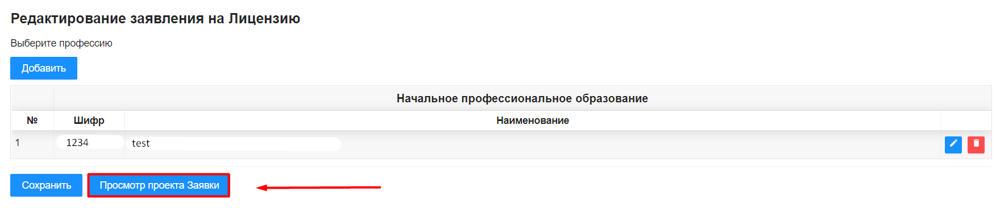 Редактирование заявления на Лицензию
Выберите профессию
Добавить
Начальное профессиональное образование
№ Шифр Наименование
1 1234 test
Сохранить Просмотр проекта Заявки